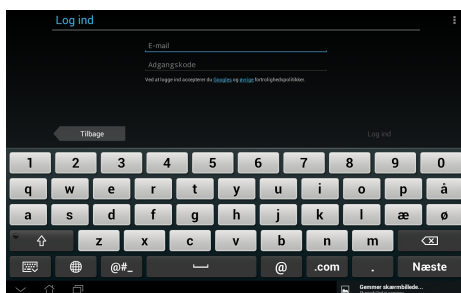 Log ind
E-mail
Adgangskode
Ved at logge ind accepterer du Googles og øvrige fortrolighedspolitikker.
Tilbage
Log ind
1 2 3 4 5 6 7 8 9 0
q w e r t y u i o p å
a s d f g h j k l æ ø
z x c v b n m
@#_ @ .com . Næste
Gemmer skærmbillede...